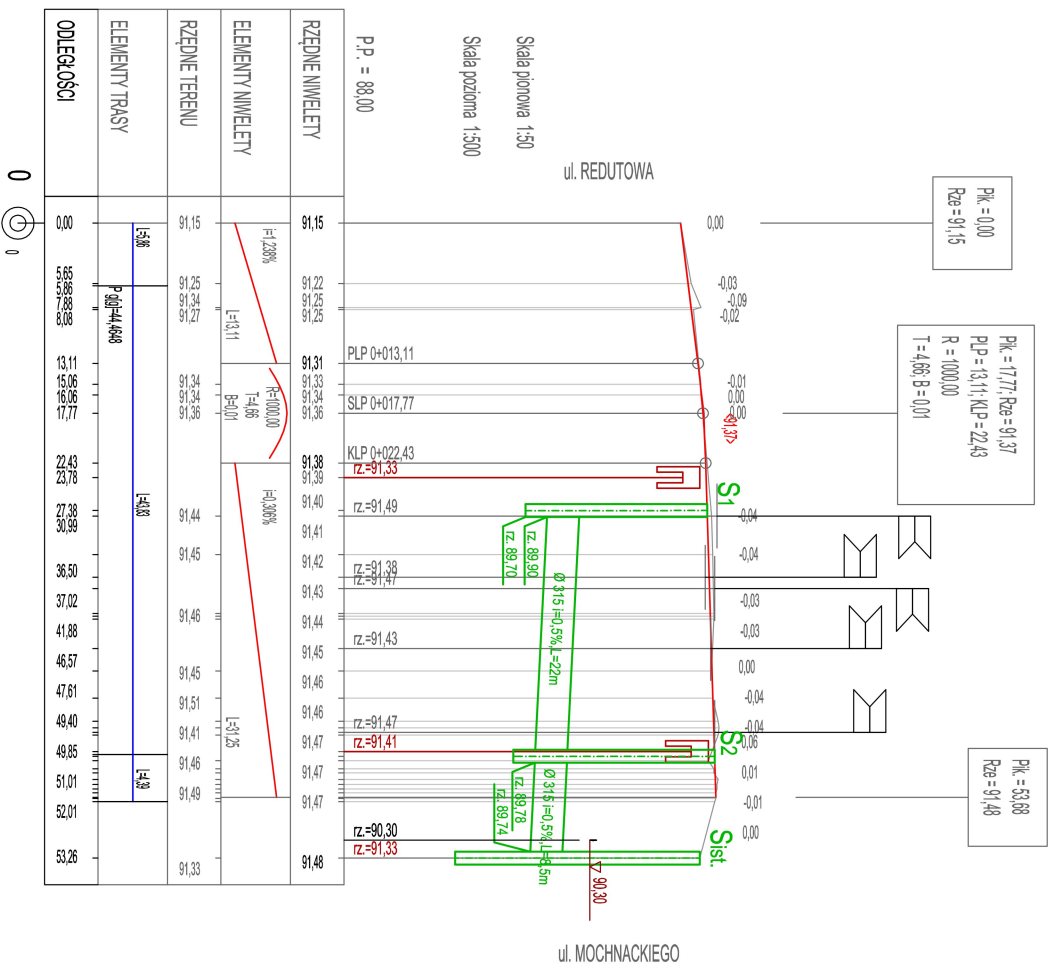 Pik. = 0,00
Rze = 91,15
Pik. = 17,77; Rze = 91,37
PLP = 13,11; KLP = 22,43
R = 1000,00
T = 4,66; B = 0,01
Pik. = 53,68
Rze = 91,48
ul. REDUTOWA
ul. MOCHNACKIEGO
Skala pionowa 1:50
Skala pozioma 1:500
P.P. = 88,00
0,00
-0,03
-0,09
-0,02
-0,01
0,00
0,00
<91,37>
-0,04
-0,04
-0,03
-0,03
0,00
-0,04
-0,04
0,06
0,01
-0,01
0,00
S1
S2
Sist.
rz. 89,90
rz. 89,70
Ø 315 i=0,5%,L=22m
rz. 89,78
rz. 89,74
Ø 315 i=0,5%,L=8,5m
90,30
PLP 0+013,11
SLP 0+017,77
KLP 0+022,43
rz.=91,33
rz.=91,49
rz.=91,38
rz.=91,47
rz.=91,43
rz.=91,47
rz.=91,41
rz.=90,30
rz.=91,33
RZĘDNE NIWELETY
91,15
91,22
91,25
91,25
91,31
91,33
91,34
91,36
91,38
91,39
91,40
91,41
91,42
91,43
91,44
91,45
91,46
91,46
91,47
91,47
91,47
91,48
ELEMENTY NIWELETY
i=1,238%
L=13,11
R=1000,00
T=4,66
B=0,01
i=0,306%
L=31,25
RZĘDNE TERENU
91,15
91,25
91,34
91,27
91,34
91,34
91,36
91,44
91,45
91,46
91,45
91,51
91,41
91,46
91,49
91,33
ELEMENTY TRASY
L=5,86
P g[g]=44,4648
L=43,83
L=4,39
ODLEGŁOŚCI
0,00
5,65
5,86
7,88
8,08
13,11
15,06
16,06
17,77
22,43
23,78
27,38
30,99
36,50
37,02
41,88
46,57
47,61
49,40
49,85
51,01
52,01
53,26
0
0